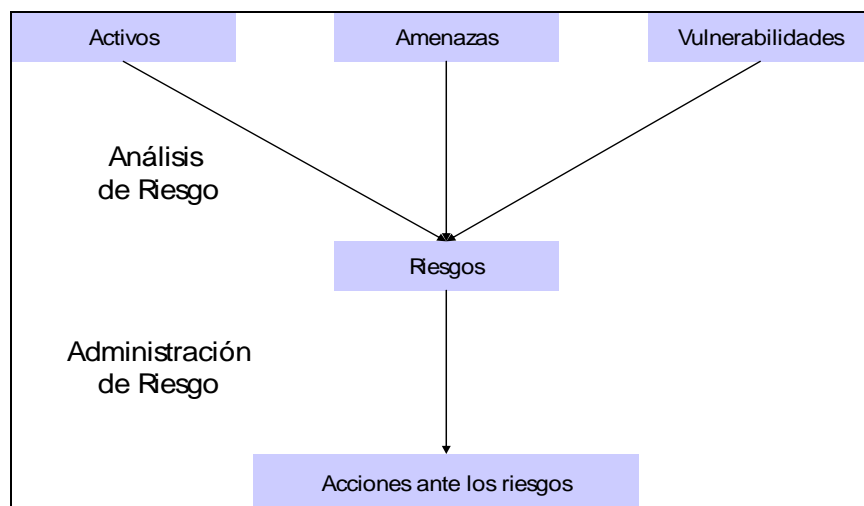 Activos
Amenazas
Vulnerabilidades
Análisis
de Riesgo
Riesgos
Administración
de Riesgo
Acciones ante los riesgos